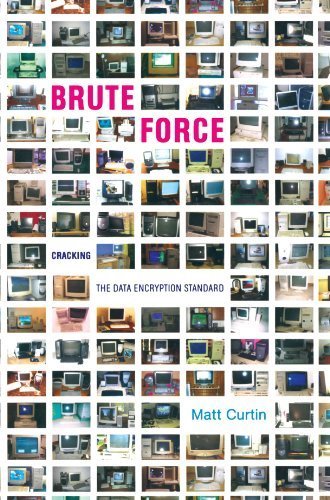 BRUTE
FORCE
CRACKING
THE DATA ENCRYPTION STANDARD
Matt Curtin